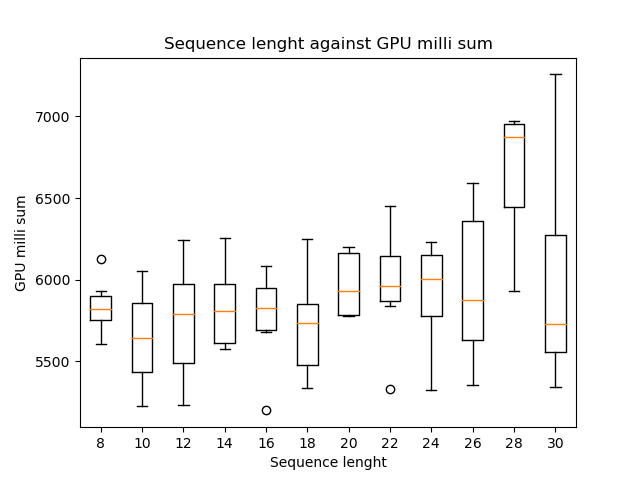 Sequence lenght against GPU milli sum
GPU milli sum
7000
6500
6000
5500
8 10 12 14 16 18 20 22 24 26 28 30
Sequence lenght